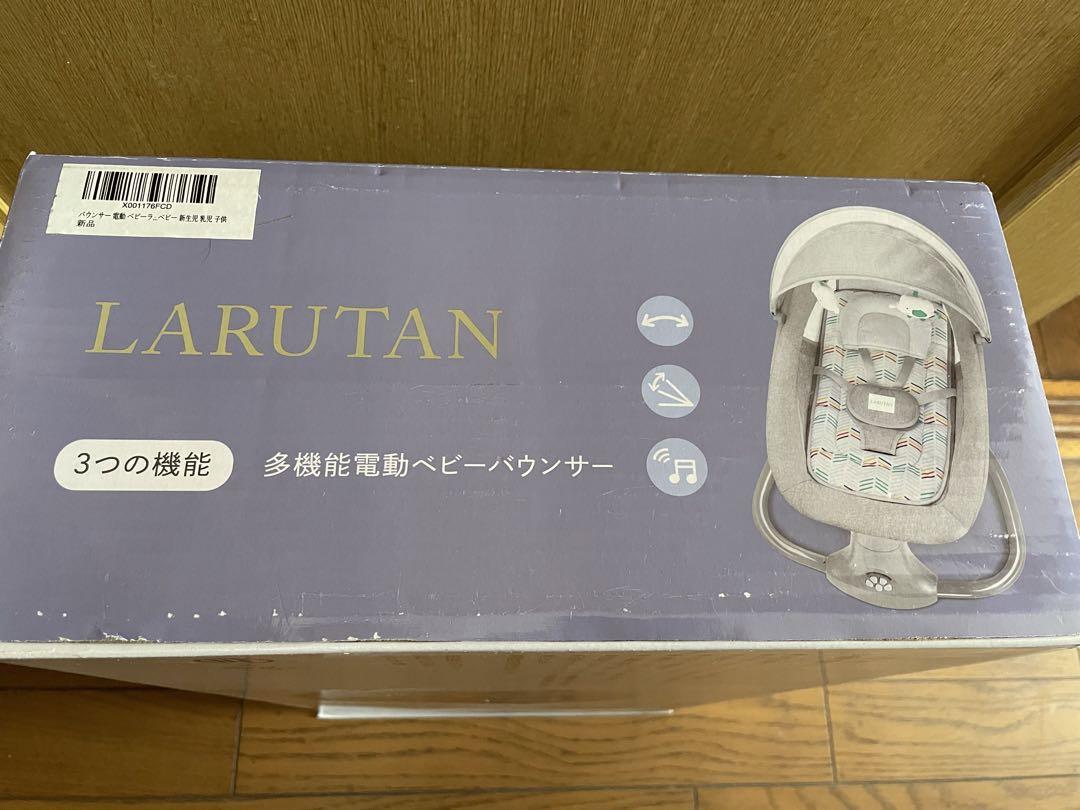 X001176FCD
バウンサー 電動 ベビーラ...ベビー 新生児 乳児 子供
新品
LARUTAN
3つの機能
多機能電動ベビーバウンサー
LARUTAN